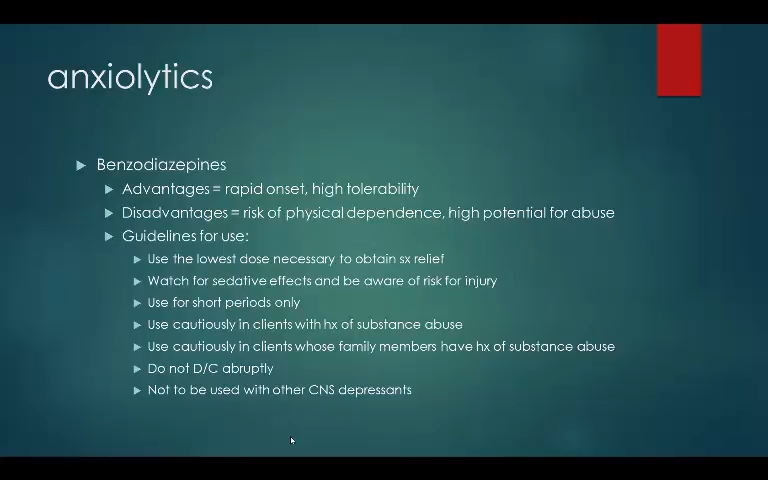 anxiolytics
Benzodiazepines
Advantages = rapid onset, high tolerability
Disadvantages = risk of physical dependence, high potential for abuse
Guidelines for use:
Use the lowest dose necessary to obtain sx relief
Watch for sedative effects and be aware of risk for injury
Use for short periods only
Use cautiously in clients with hx of substance abuse
Use cautiously in clients whose family members have hx of substance abuse
Do not D/C abruptly
Not to be used with other CNS depressants